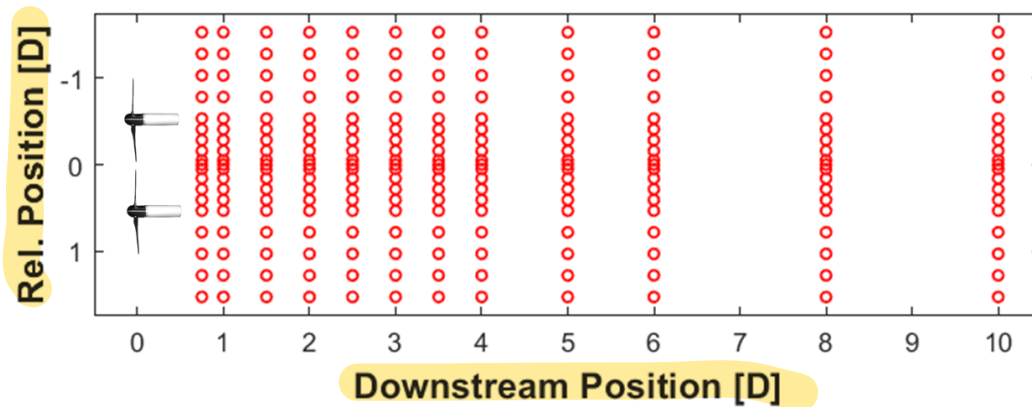 Rel. Position [D]
-1
0
1
0 1 2 3 4 5 6 7 8 9 10
Downstream Position [D]